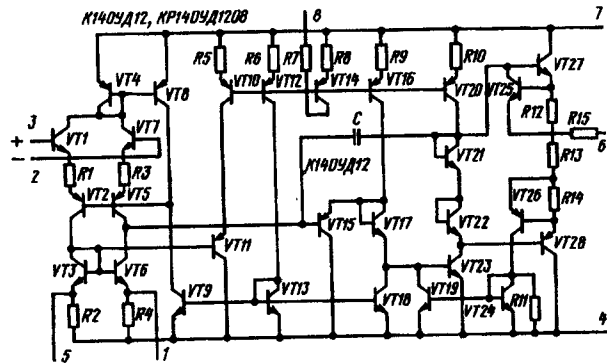 К140УД12, КР140УД1208
8
7
R5
R6
R7
R8
R9
R10
VT4
VT8
VT10
VT12
VT14
VT16
VT20
VT25
VT27
R12
R15
6
3
+
VT1
VT7
−
2
C
К140УД12
VT21
R13
R1
R3
VT2
VT5
VT26
R14
VT15
VT17
VT22
VT11
VT28
VT3
VT6
VT23
VT9
VT13
VT18
VT19
VT24
R11
R2
R4
4
5
1